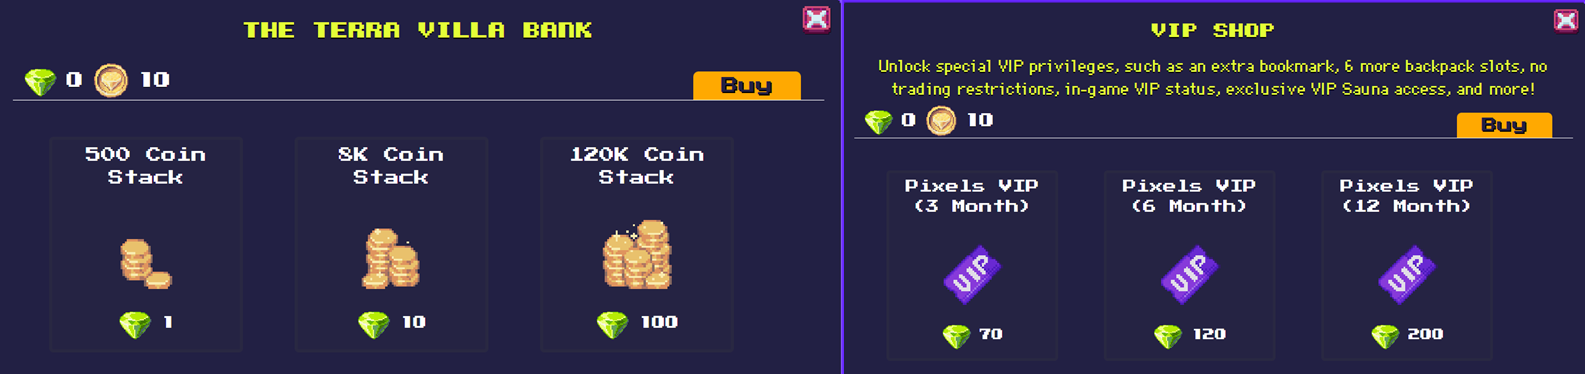 THE TERRA VILLA BANK
0 10
Buy
500 Coin
Stack
8K Coin
Stack
120K Coin
Stack
1
10
100
VIP SHOP
Unlock special VIP privileges, such as an extra bookmark, 6 more backpack slots, no
trading restrictions, in-game VIP status, exclusive VIP Sauna access, and more!
0 10
Buy
Pixels VIP
(3 Month)
Pixels VIP
(6 Month)
Pixels VIP
(12 Month)
VIP
VIP
VIP
70
120
200